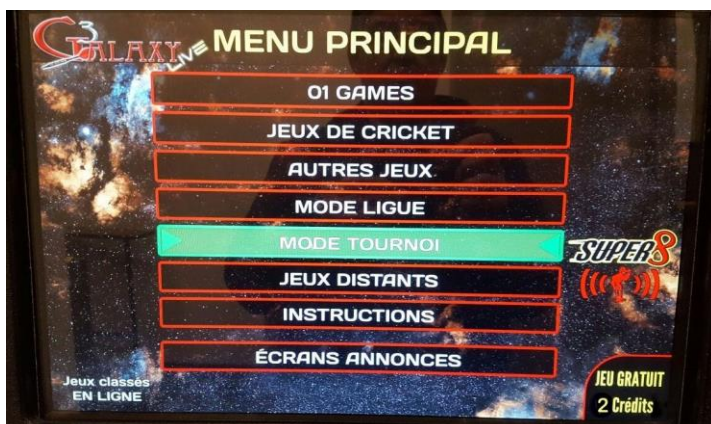 GALAXY 3
LIVE
MENU PRINCIPAL
01 GAMES
JEUX DE CRICKET
AUTRES JEUX
MODE LIGUE
MODE TOURNOI
SUPER 8
JEUX DISTANTS
INSTRUCTIONS
ÉCRANS ANNONCES
Jeux classés
EN LIGNE
JEU GRATUIT
2 Crédits